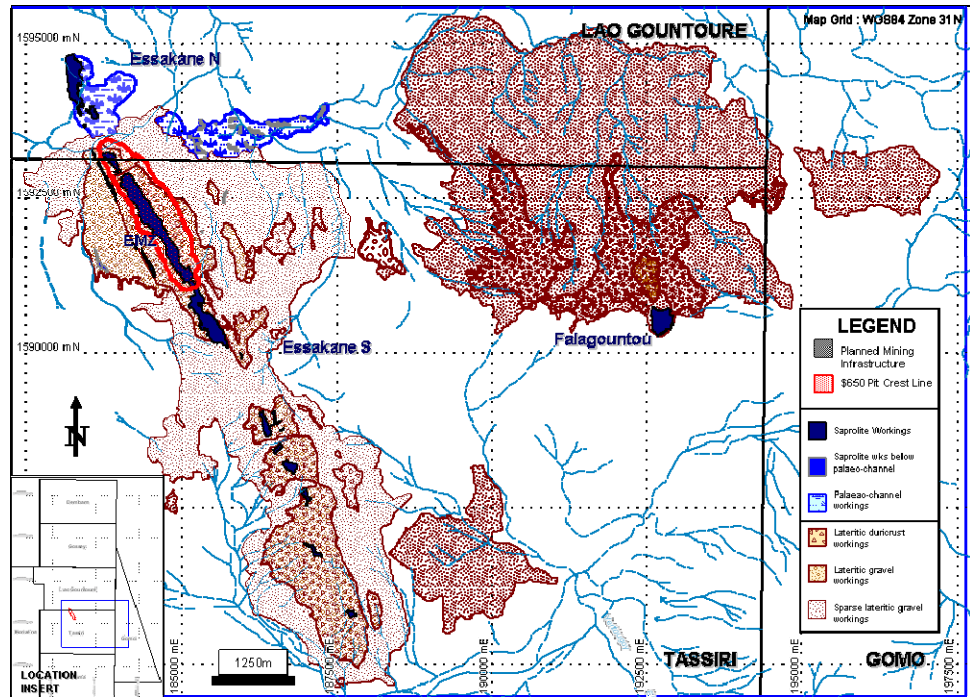 Map Grid : WGS84 Zone 31N
LAO GOUNTOURE
1595000 mN
Essakane N
1592500 mN
EMZ
Essakane S
Falagountou
1590000 mN
N
LEGEND
Planned Mining
Infrastructure
$650 Pit Crest Line
Saprolite Workings
Saprolite wks below
palaeo-channel
Palaeao-channel
workings
Lateritic duricrust
workings
Lateritic gravel
workings
Sparse lateritic gravel
workings
1250m
TASSIRI
GOMO
185000 mE
187500 mE
190000 mE
192500 mE
195000 mE
197500 mE
LOCATION
INSERT